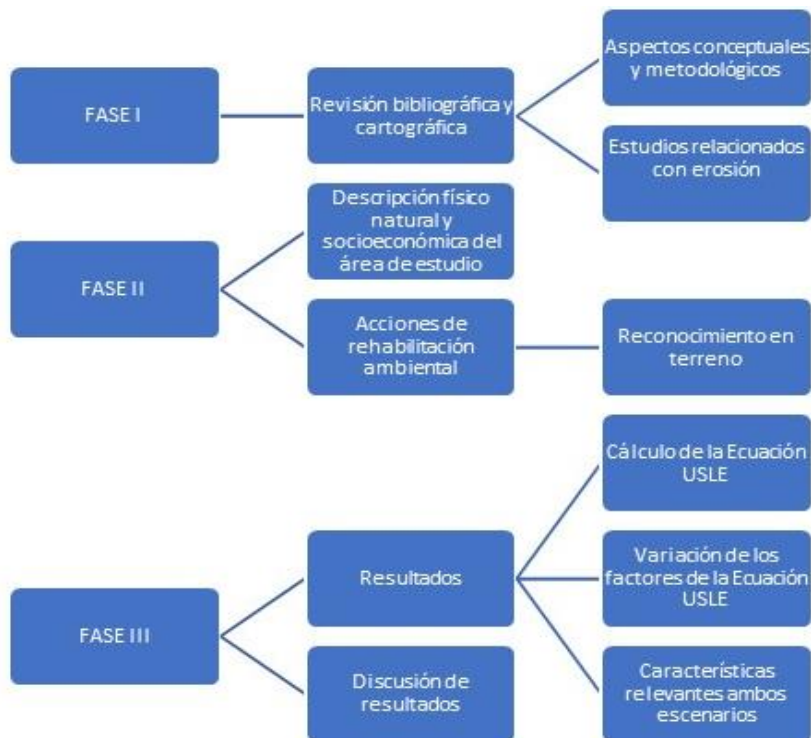 FASE I
Revisión bibliográfica y
cartográfica
Aspectos conceptuales
y metodológicos
Estudios relacionados
con erosión
FASE II
Descripción físico
natural y
socioeconómica del
área de estudio
Acciones de
rehabilitación
ambiental
Reconocimiento en
terreno
FASE III
Resultados
Cálculo de la Ecuación
USLE
Variación de los
factores de la Ecuación
USLE
Características
relevantes ambos
escenarios
Discusión de
resultados